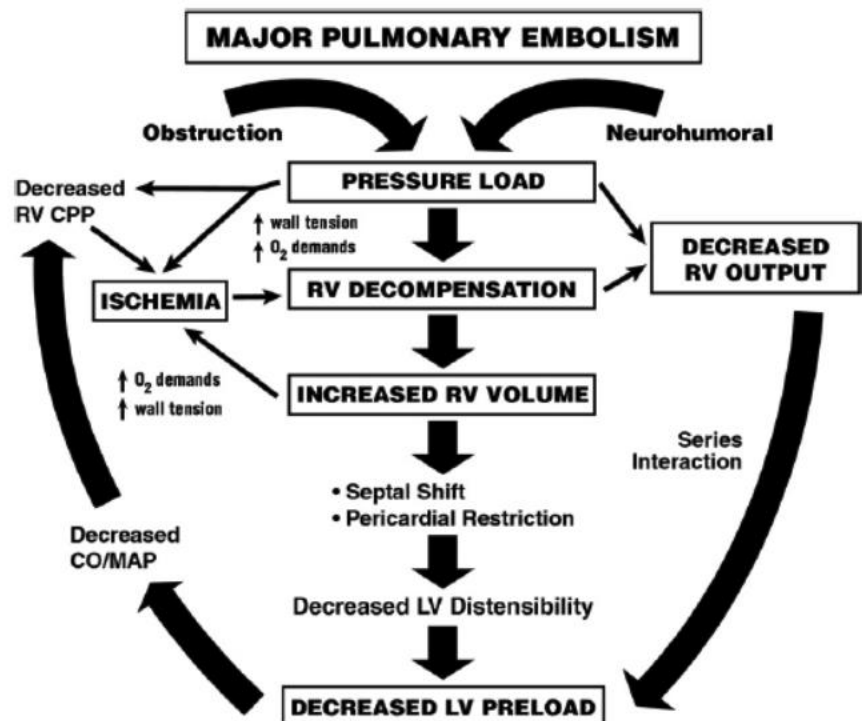 MAJOR PULMONARY EMBOLISM
Obstruction
Neurohumoral
PRESSURE LOAD
Decreased
RV CPP
↑ wall tension
↑ O₂ demands
DECREASED
RV OUTPUT
ISCHEMIA
RV DECOMPENSATION
↑ O₂ demands
↑ wall tension
INCREASED RV VOLUME
Series
Interaction
• Septal Shift
• Pericardial Restriction
Decreased
CO/MAP
Decreased LV Distensibility
DECREASED LV PRELOAD